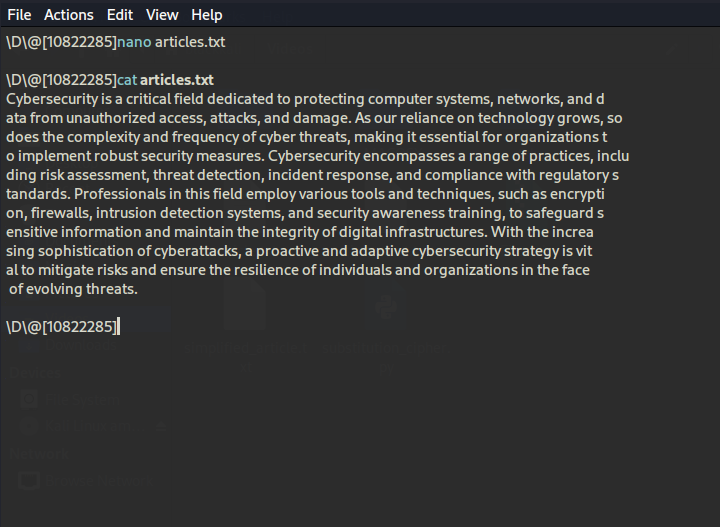 File Actions Edit View Help
\D\@[10822285]nano articles.txt
\D\@[10822285]cat articles.txt
Cybersecurity is a critical field dedicated to protecting computer systems, networks, and d
ata from unauthorized access, attacks, and damage. As our reliance on technology grows, so
does the complexity and frequency of cyber threats, making it essential for organizations t
o implement robust security measures. Cybersecurity encompasses a range of practices, inclu
ding risk assessment, threat detection, incident response, and compliance with regulatory s
tandards. Professionals in this field employ various tools and techniques, such as encrypti
on, firewalls, intrusion detection systems, and security awareness training, to safeguard s
ensitive information and maintain the integrity of digital infrastructures. With the increa
sing sophistication of cyberattacks, a proactive and adaptive cybersecurity strategy is vit
al to mitigate risks and ensure the resilience of individuals and organizations in the face
of evolving threats.
\D\@[10822285]